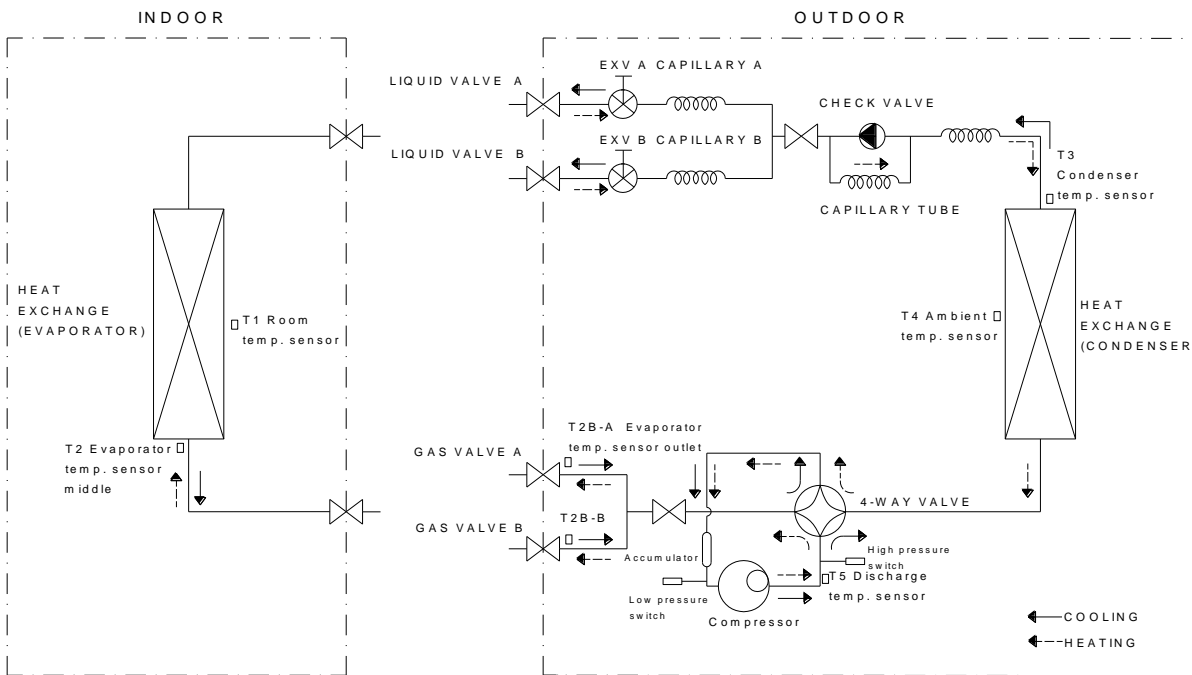 INDOOR
OUTDOOR
EXV A CAPILLARY A
LIQUID VALVE A
CHECK VALVE
EXV B CAPILLARY B
LIQUID VALVE B
T3
Condenser
temp. sensor
CAPILLARY TUBE
HEAT
EXCHANGE
(EVAPORATOR)
T1 Room
temp. sensor
T4 Ambient
temp. sensor
HEAT
EXCHANGE
(CONDENSER
T2 Evaporator
temp. sensor
middle
T2B-A Evaporator
temp. sensor outlet
GAS VALVE A
4-WAY VALVE
GAS VALVE B
T2B-B
Accumulator
High pressure
switch
T5 Discharge
temp. sensor
Low pressure
switch
Compressor
COOLING
HEATING